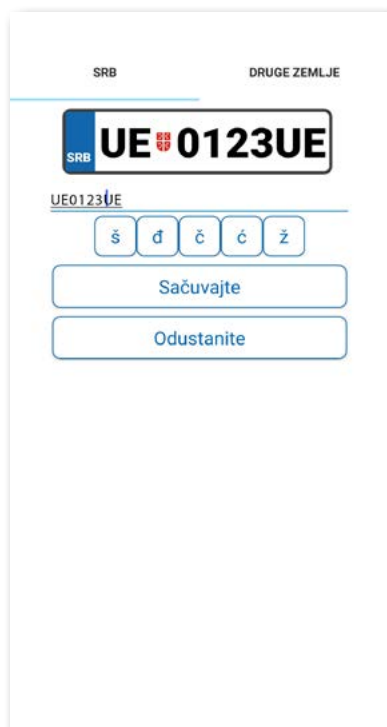 SRB DRUGE ZEMLJE
SRB UE 0123UE
UE0123UE
š đ č ć ž
Sačuvajte
Odustanite